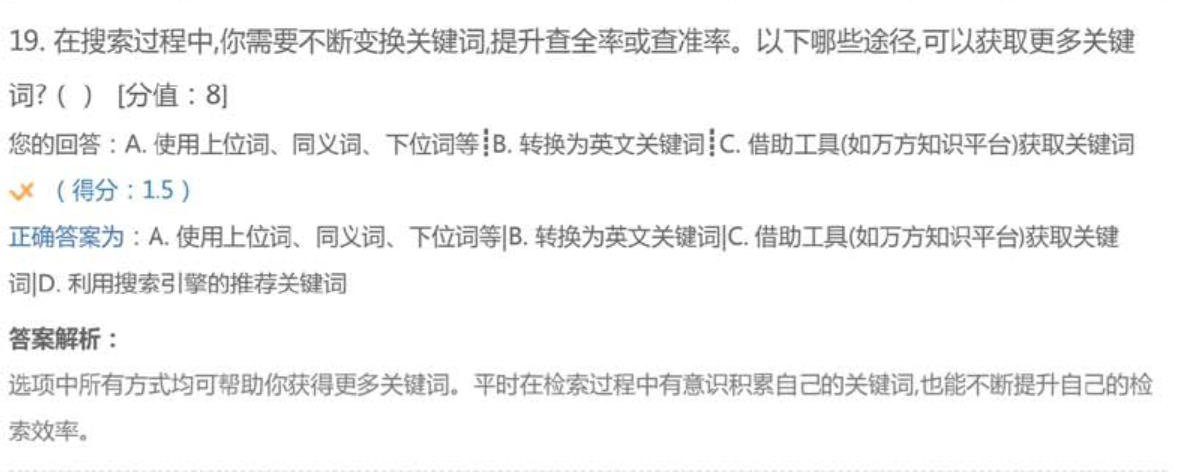 19. 在搜索过程中,你需要不断变换关键词,提升查全率或查准率。以下哪些途径,可以获取更多关键
词? (  ) [分值：8]
您的回答：A. 使用上位词、同义词、下位词等┋B. 转换为英文关键词┋C. 借助工具(如万方知识平台)获取关键词
（得分：1.5）
正确答案为：A. 使用上位词、同义词、下位词等|B. 转换为英文关键词|C. 借助工具(如万方知识平台)获取关键
词|D. 利用搜索引擎的推荐关键词
答案解析：
选项中所有方式均可帮助你获得更多关键词。平时在检索过程中有意识积累自己的关键词,也能不断提升自己的检
索效率。